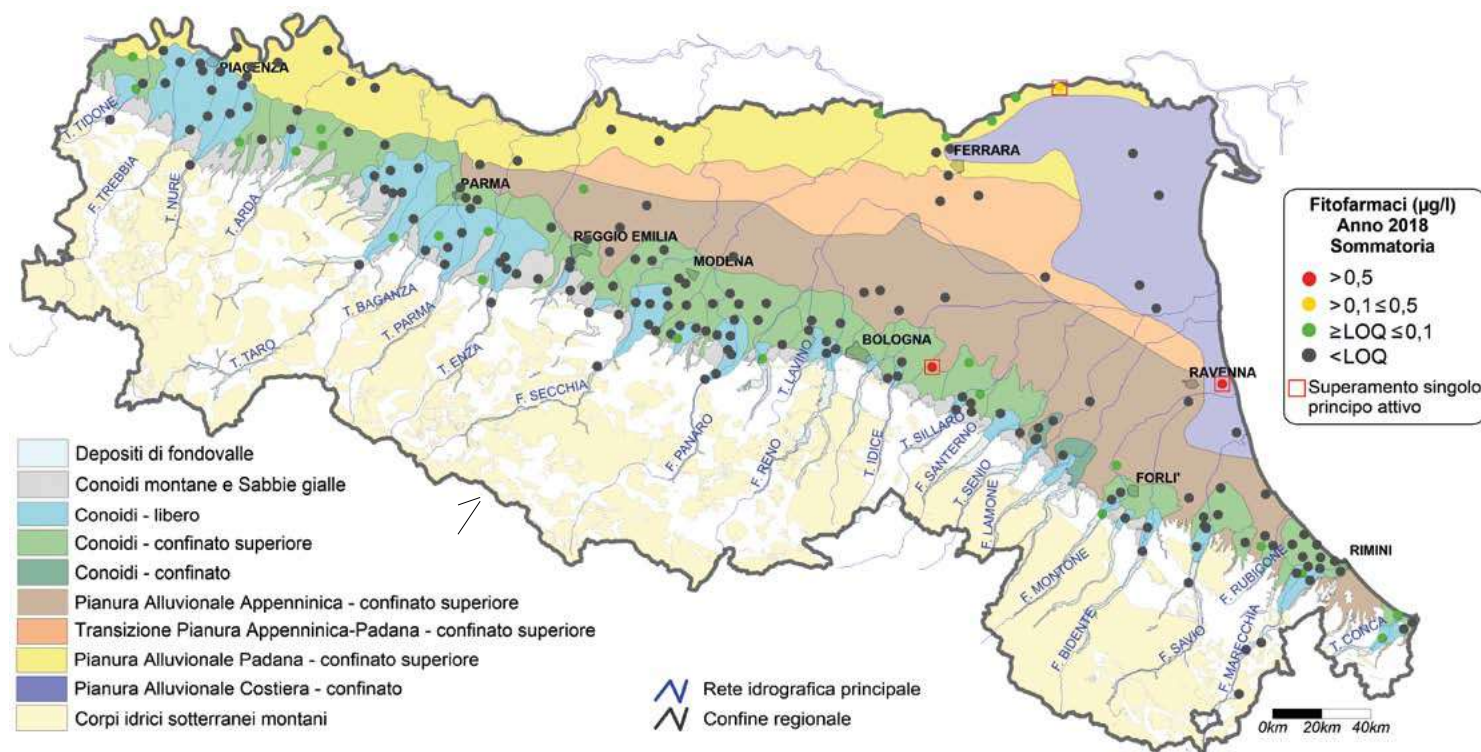 PIACENZA
T. TIDONE
F. TREBBIA
T. NURE
T. ARDA
PARMA
FERRARA
REGGIO EMILIA
MODENA
T. BAGANZA
T. PARMA
T. TARO
T. ENZA
F. SECCHIA
BOLOGNA
T. LAVINO
F. PANARO
F. RENO
T. IDICE
T. SILLARO
F. SANTERNO
T. SENIO
F. LAMONE
RAVENNA
FORLI'
F. MONTONE
F. BIDENTE
F. SAVIO
F. RUBICONE
F. MARECCHIA
RIMINI
T. CONCA
Fitofarmaci (µg/l)
Anno 2018
Sommatoria
> 0,5
> 0,1 ≤ 0,5
≥LOQ ≤ 0,1
<LOQ
Superamento singolo
principo attivo
Depositi di fondovalle
Conoidi montane e Sabbie gialle
Conoidi - libero
Conoidi - confinato superiore
Conoidi - confinato
Pianura Alluvionale Appenninica - confinato superiore
Transizione Pianura Appenninica-Padana - confinato superiore
Pianura Alluvionale Padana - confinato superiore
Pianura Alluvionale Costiera - confinato
Corpi idrici sotterranei montani
Rete idrografica principale
Confine regionale
0km 20km 40km